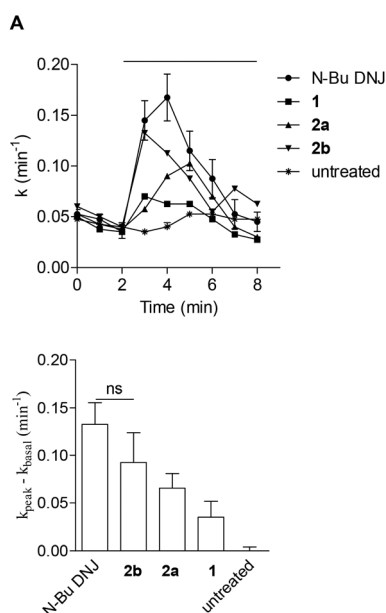 A
0.20
0.15
0.10
0.05
0.00
k (min-1)
0 2 4 6 8
Time (min)
N-Bu DNJ
1
2a
2b
untreated
0.20
0.15
0.10
0.05
0.00
kpeak - kbasal (min-1)
ns
N-Bu DNJ
2b
2a
1
untreated